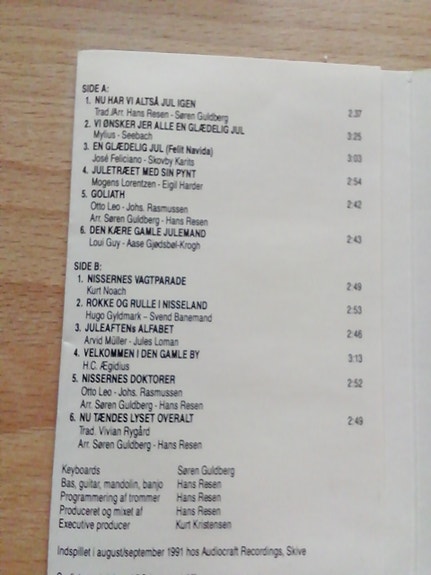 SIDE A:
1. NU HAR VI ALTSÅ JUL IGEN
Trad./Arr. Hans Resen - Søren Guldberg 2:37
2. VI ØNSKER JER ALLE EN GLÆDELIG JUL
Mylius - Seebach 3:25
3. EN GLÆDELIG JUL (Felit Navida)
José Feliciano - Skovby Karits 3:03
4. JULETRÆET MED SIN PYNT
Mogens Lorentzen - Eigil Harder 2:54
5. GOLIATH
Otto Leo - Johs. Rasmussen 2:42
Arr. Søren Guldberg - Hans Resen
6. DEN KÆRE GAMLE JULEMAND
Loui Guy - Aase Gjødsbøl-Krogh 2:43
SIDE B:
1. NISSERNES VAGTPARADE
Kurt Noach 2:49
2. ROKKE OG RULLE I NISSELAND
Hugo Gyldmark – Svend Banemand 2:53
3. JULEAFTENs ALFABET
Arvid Müller - Jules Loman 2:46
4. VELKOMMEN I DEN GAMLE BY
H.C. Ægidius 3:13
5. NISSERNES DOKTORER
Otto Leo - Johs. Rasmussen 2:52
Arr. Søren Guldberg - Hans Resen
6. NU TÆNDES LYSET OVERALT
Trad. Vivian Rygård 2:49
Arr. Søren Guldberg - Hans Resen
Keyboards Søren Guldberg
Bas, guitar, mandolin, banjo Hans Resen
Programmering af trommer Hans Resen
Produceret og mixet af Hans Resen
Executive producer Kurt Kristensen
Indspillet i august/september 1991 hos Audiocraft Recordings, Skive